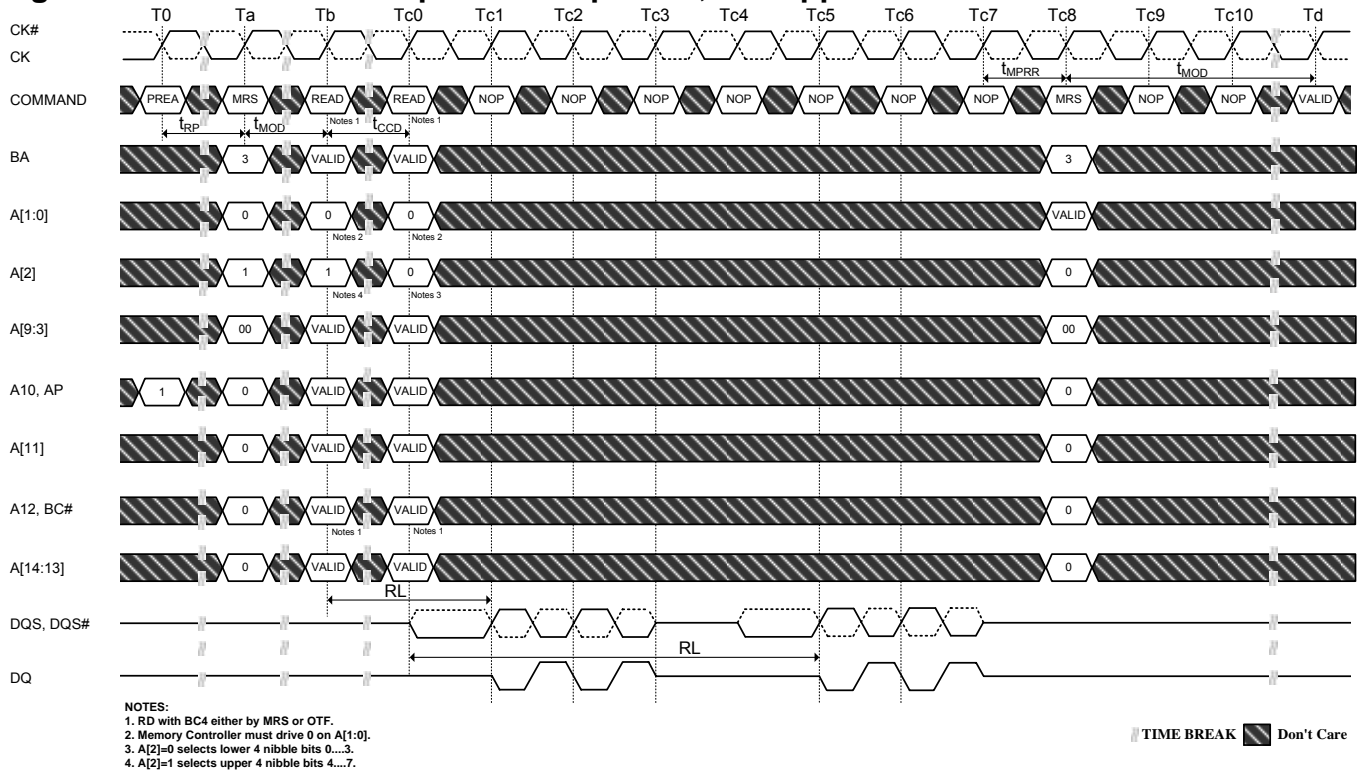 T0 Ta Tb Tc0 Tc1 Tc2 Tc3 Tc4 Tc5 Tc6 Tc7 Tc8 Tc9 Tc10 Td
CK#
CK
tMPRR tMOD
COMMAND PREA MRS READ READ NOP NOP NOP NOP NOP NOP NOP MRS NOP NOP VALID
Notes 1 Notes 1
tRP tMOD tCCD
BA 3 VALID VALID 3
A[1:0] 0 0 0 VALID
Notes 2 Notes 2
A[2] 1 1 0 0
Notes 4 Notes 3
A[9:3] 00 VALID VALID 00
A10, AP 1 0 VALID VALID 0
A[11] 0 VALID VALID 0
A12, BC# 0 VALID VALID 0
Notes 1 Notes 1
A[14:13] 0 VALID VALID 0
RL
DQS, DQS#
RL
DQ
NOTES:
1. RD with BC4 either by MRS or OTF.
2. Memory Controller must drive 0 on A[1:0].
3. A[2]=0 selects lower 4 nibble bits 0....3.
4. A[2]=1 selects upper 4 nibble bits 4....7.
TIME BREAK Don't Care